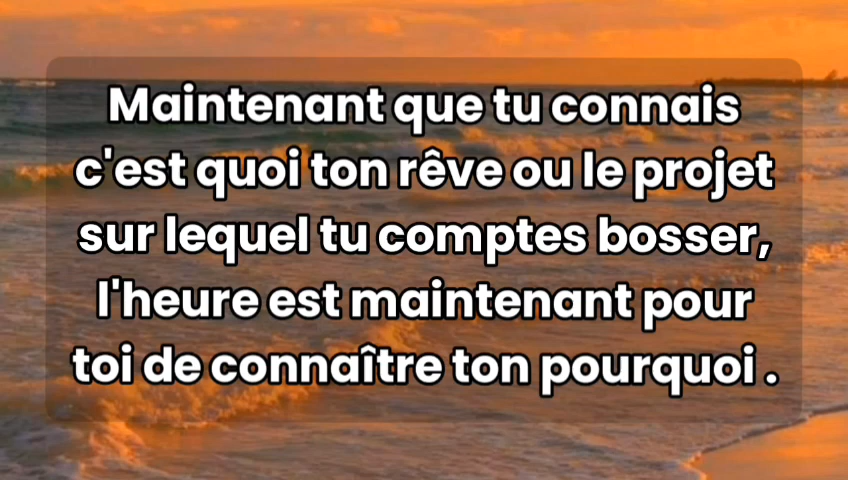 Maintenant que tu connais
c'est quoi ton rêve ou le projet
sur lequel tu comptes bosser,
l'heure est maintenant pour
toi de connaître ton pourquoi .